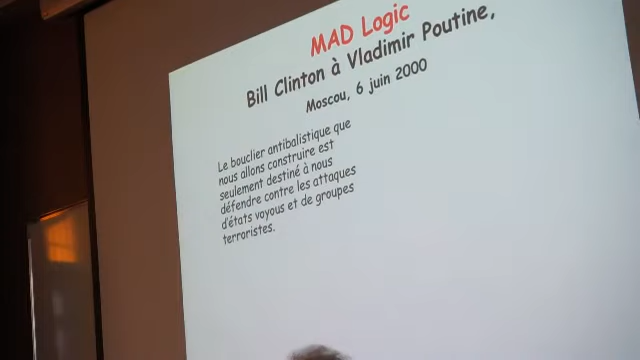 MAD Logic
Bill Clinton à Vladimir Poutine,
Moscou, 6 juin 2000
Le bouclier antibalistique que
nous allons construire est
seulement destiné à nous
défendre contre les attaques
d'états voyous et de groupes
terroristes.